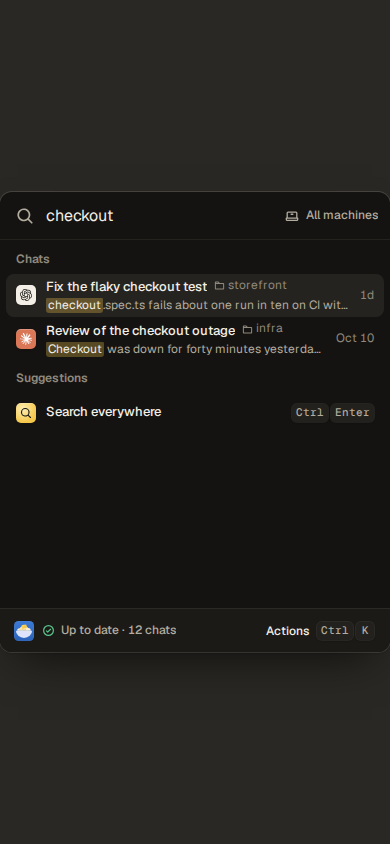 checkout
All machines
Chats
Fix the flaky checkout test storefront
checkout.spec.ts fails about one run in ten on CI wit…
1d
Review of the checkout outage infra
Checkout was down for forty minutes yesterda…
Oct 10
Suggestions
Search everywhere
Ctrl Enter
Up to date · 12 chats
Actions Ctrl K